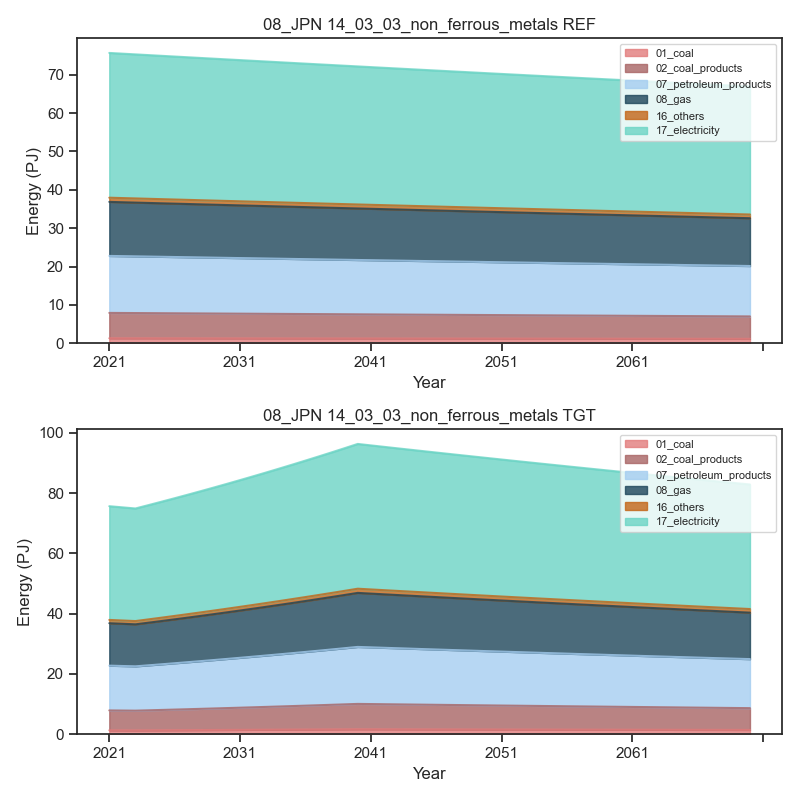 08_JPN 14_03_03_non_ferrous_metals REF
01_coal
02_coal_products
07_petroleum_products
08_gas
16_others
17_electricity
Energy (PJ)
70
60
50
40
30
20
10
0
2021 2031 2041 2051 2061
Year
08_JPN 14_03_03_non_ferrous_metals TGT
01_coal
02_coal_products
07_petroleum_products
08_gas
16_others
17_electricity
Energy (PJ)
100
80
60
40
20
0
2021 2031 2041 2051 2061
Year